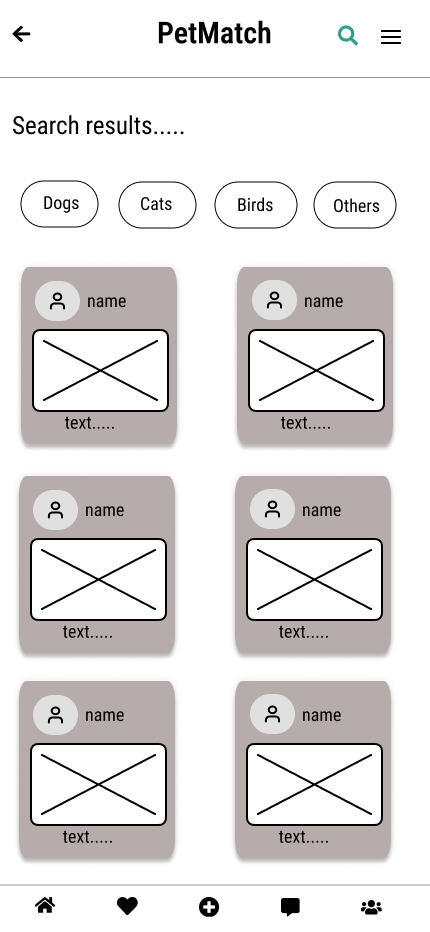 PetMatch
Search results.....
Dogs Cats Birds Others
name name
text..... text.....
name name
text..... text.....
name name
text..... text.....